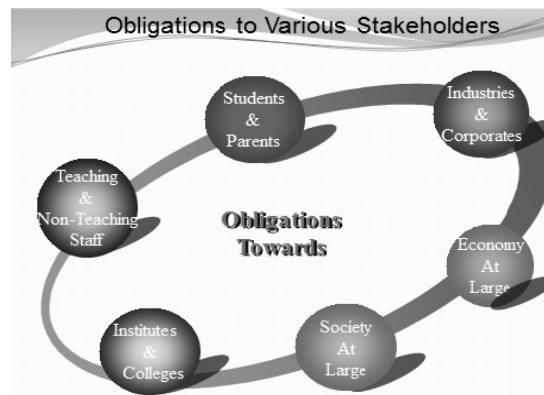 Obligations to Various Stakeholders
Students
&
Parents
Industries
&
Corporates
Teaching
&
Non-Teaching
Staff
Obligations
Towards
Economy
At
Large
Institutes
&
Colleges
Society
At
Large